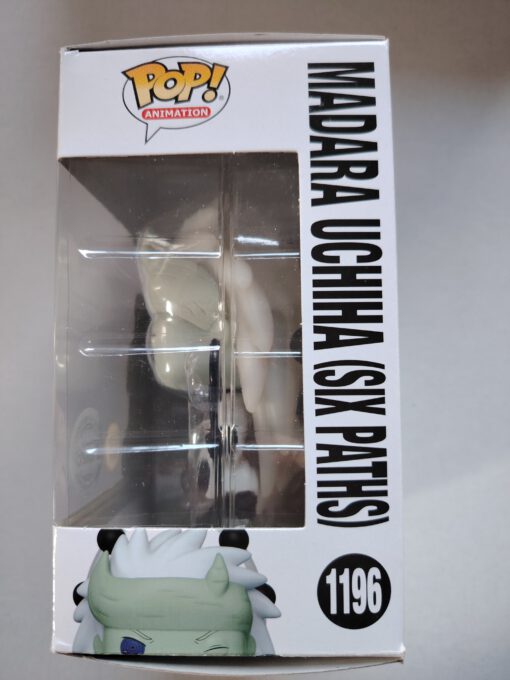 POP!
ANIMATION
MADARA UCHIHA (SIX PATHS)
1196